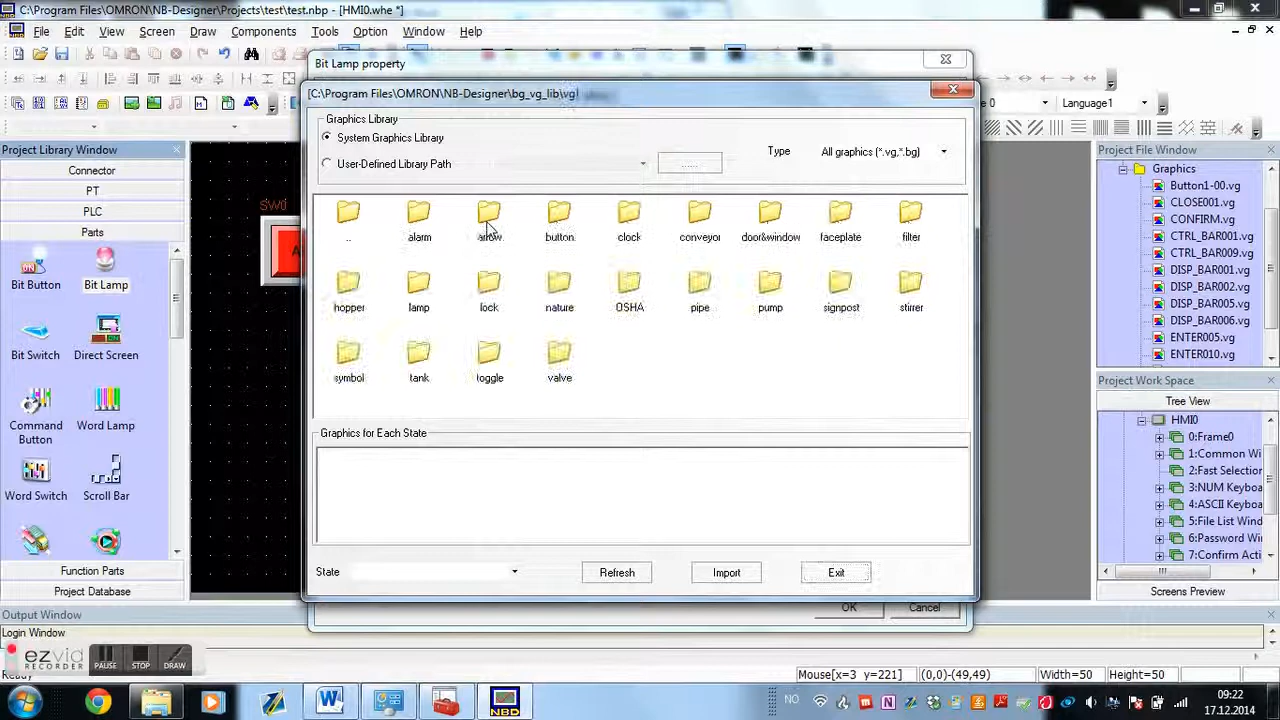 C:\Program Files\OMRON\NB-Designer\Projects\test\test.nbp - [HMI0.whe *]
File Edit View Screen Draw Components Tools Option Window Help
Bit Lamp property
[C:\Program Files\OMRON\NB-Designer\bg_vg_lib\vg]
Language1
Project Library Window
Connector
PT
PLC
Parts
Bit Button
Bit Lamp
Bit Switch
Direct Screen
Command Button
Word Lamp
Word Switch
Scroll Bar
Function Parts
Project Database
SW0
Graphics Library
System Graphics Library
User-Defined Library Path
......
Type
All graphics (*.vg,*.bg)
..
alarm
arrow
button
clock
conveyor
door&window
faceplate
filter
hopper
lamp
lock
nature
OSHA
pipe
pump
signpost
stirrer
symbol
tank
toggle
valve
Graphics for Each State
State
Refresh
Import
Exit
OK
Cancel
Project File Window
Graphics
Button1-00.vg
CLOSE001.vg
CONFIRM.vg
CTRL_BAR001.vg
CTRL_BAR009.vg
DISP_BAR001.vg
DISP_BAR002.vg
DISP_BAR005.vg
DISP_BAR006.vg
ENTER005.vg
ENTER010.vg
Project Work Space
Tree View
HMI0
0:Frame0
1:Common Wi
2:Fast Selection
3:NUM Keyboa
4:ASCII Keyboa
5:File List Wind
6:Password Wi
7:Confirm Acti
Screens Preview
Output Window
Login Window
ezvid
RECORDER
PAUSE
STOP
DRAW
Mouse[x=3 y=221]
(0,0)-(49,49)
Width=50
Height=50
NBD
NO
09:22
17.12.2014